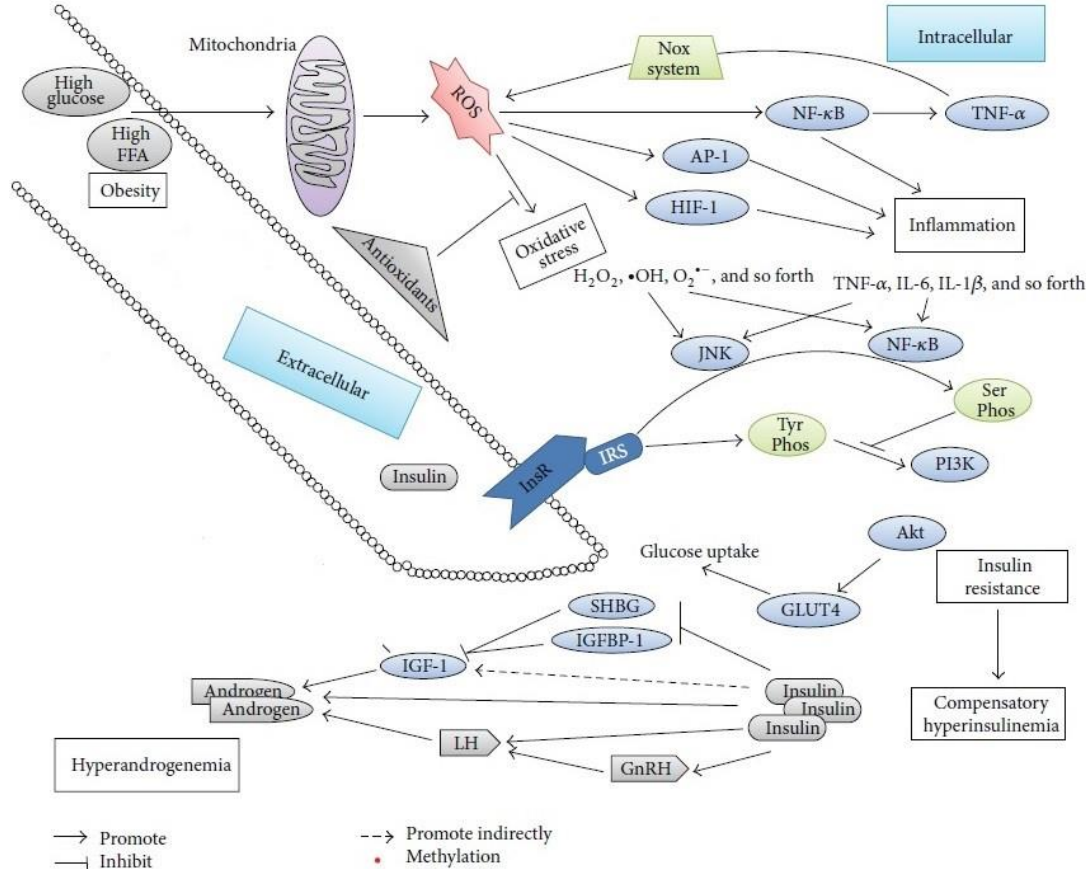 Mitochondria
Nox
system
Intracellular
High
glucose
High
FFA
Obesity
ROS
NF-κB
TNF-α
AP-1
HIF-1
Inflammation
Antioxidants
Oxidative
stress
H₂O₂, •OH, O₂•⁻, and so forth
TNF-α, IL-6, IL-1β, and so forth
JNK
NF-κB
Extracellular
Ser
Phos
Tyr
Phos
PI3K
Insulin
InsR
IRS
Akt
Glucose uptake
Insulin
resistance
GLUT4
SHBG
IGFBP-1
IGF-1
Androgen
Androgen
Insulin
Insulin
Insulin
Compensatory
hyperinsulinemia
LH
GnRH
Hyperandrogenemia
Promote
Inhibit
Promote indirectly
Methylation